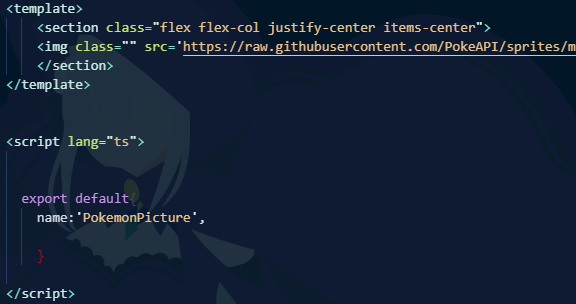 <template>
<section class="flex flex-col justify-center items-center">
<img class="" src='https://raw.githubusercontent.com/PokeAPI/sprites/m
</section>
</template>
<script lang="ts">
export default{
name:'PokemonPicture',
}
</script>